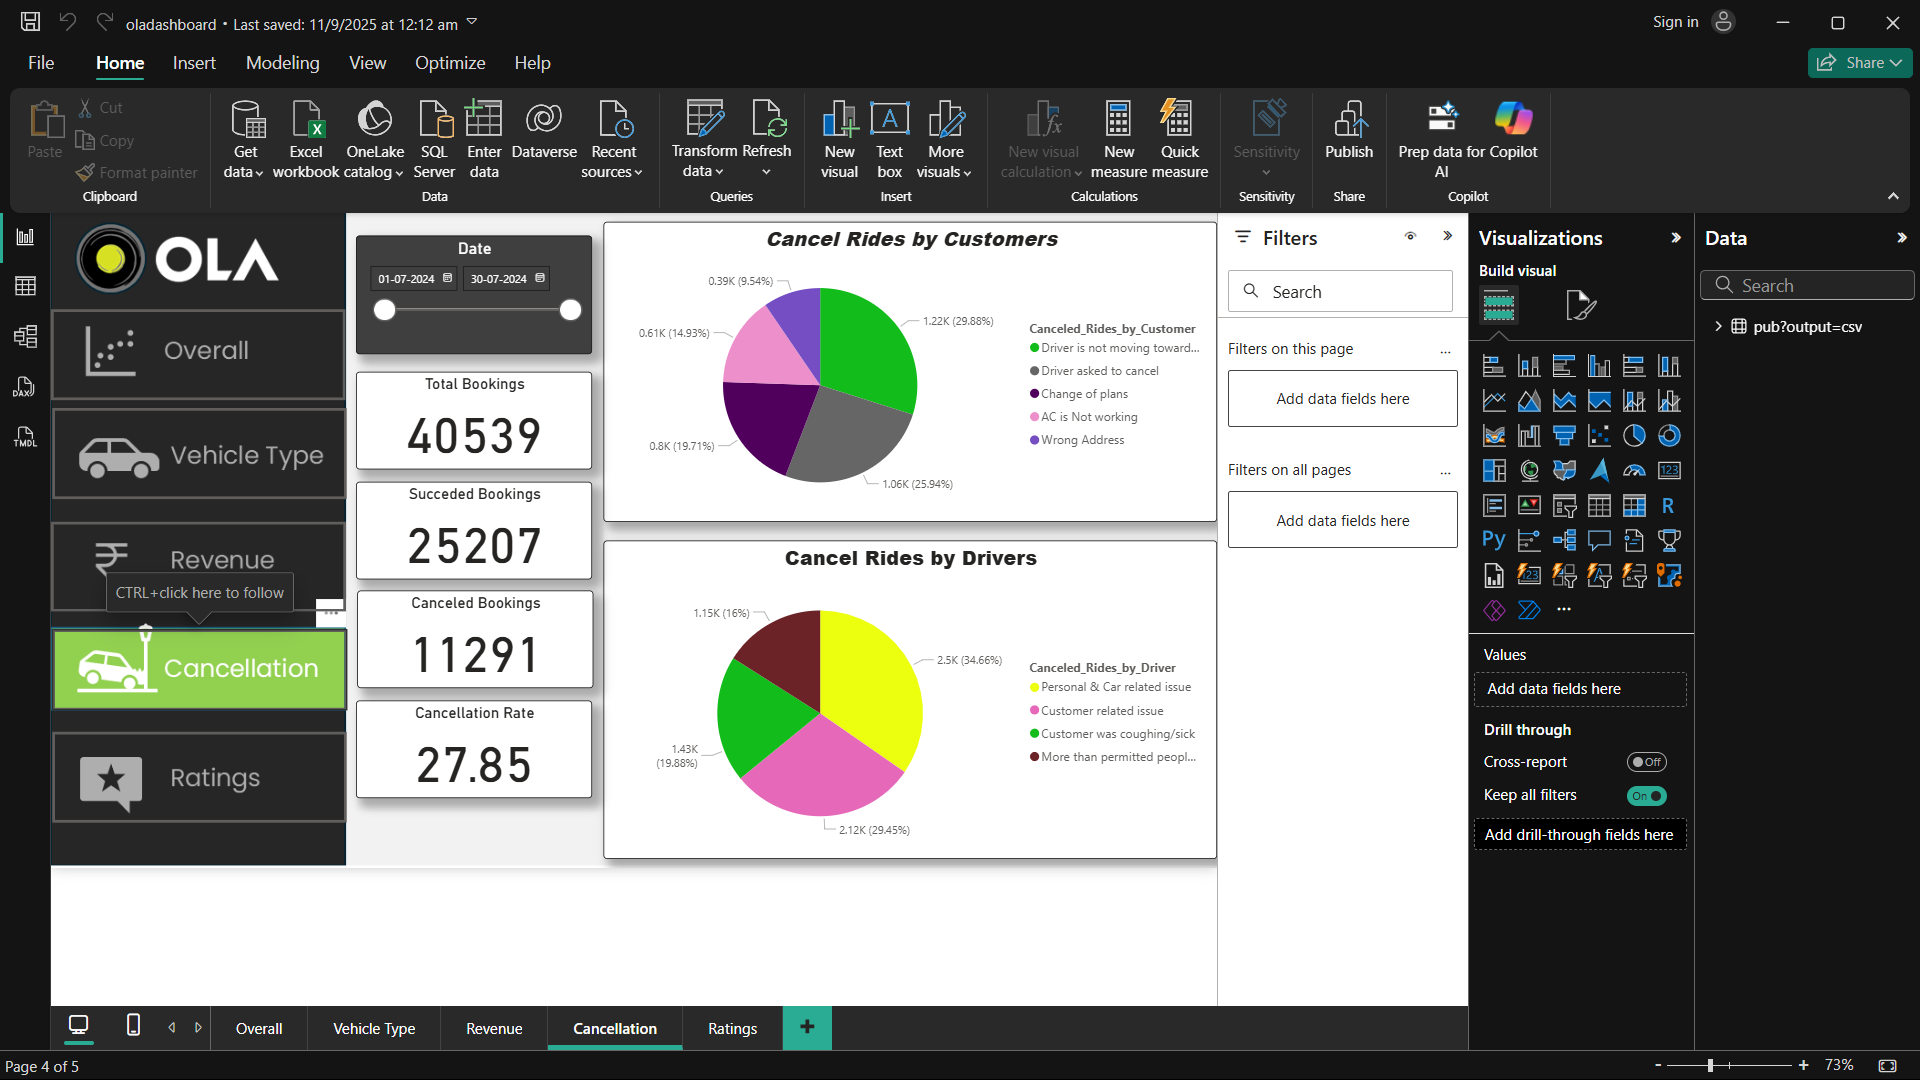 oladashboard • Last saved: 11/9/2025 at 12:12 am
Sign in
File
Home
Insert
Modeling
View
Optimize
Help
Share
Paste
Cut
Copy
Format painter
Clipboard
Get data
Excel workbook
OneLake catalog
SQL Server
Enter data
Dataverse
Recent sources
Data
Transform data
Refresh
Queries
New visual
Text box
More visuals
Insert
New visual calculation
New measure
Quick measure
Calculations
Sensitivity
Sensitivity
Publish
Share
Prep data for AI
Copilot
Copilot
DAX
TMDL
OLA
Overall
Vehicle Type
Revenue
CTRL+click here to follow
Cancellation
Ratings
Date
01-07-2024
30-07-2024
Total Bookings
40539
Succeded Bookings
25207
Canceled Bookings
11291
Cancellation Rate
27.85
Cancel Rides by Customers
0.39K (9.54%)
0.61K (14.93%)
0.8K (19.71%)
1.22K (29.88%)
1.06K (25.94%)
Canceled_Rides_by_Customer
Driver is not moving toward...
Driver asked to cancel
Change of plans
AC is Not working
Wrong Address
Cancel Rides by Drivers
1.15K (16%)
2.5K (34.66%)
1.43K
(19.88%)
2.12K (29.45%)
Canceled_Rides_by_Driver
Personal & Car related issue
Customer related issue
Customer was coughing/sick
More than permitted peopl...
Filters
Search
Filters on this page
...
Add data fields here
Filters on all pages
...
Add data fields here
Visualizations
Build visual
123
R
Py
123
Values
Add data fields here
Drill through
Cross-report
Off
Keep all filters
On
Add drill-through fields here
Data
Search
pub?output=csv
Overall
Vehicle Type
Revenue
Cancellation
Ratings
+
Page 4 of 5
- + 73%